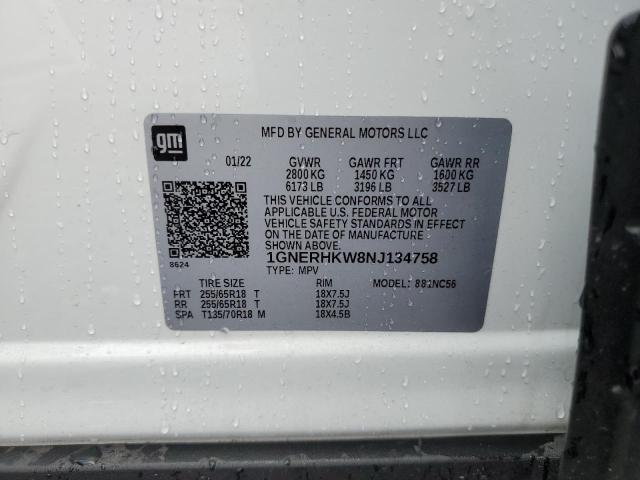 gm
MFD BY GENERAL MOTORS LLC
01/22 GVWR GAWR FRT GAWR RR
2800 KG 1450 KG 1600 KG
6173 LB 3196 LB 3527 LB
THIS VEHICLE CONFORMS TO ALL
APPLICABLE U.S. FEDERAL MOTOR
VEHICLE SAFETY STANDARDS IN
EFFECT ON THE DATE OF MANUFACTURE
SHOWN ABOVE.
8624
1GNERHKW8NJ134758
TYPE: MPV
TIRE SIZE RIM MODEL:
FRT 255/65R18 T 18X7.5J
RR 255/65R18 T 18X7.5J
SPA T135/70R18 M 18X4.5B